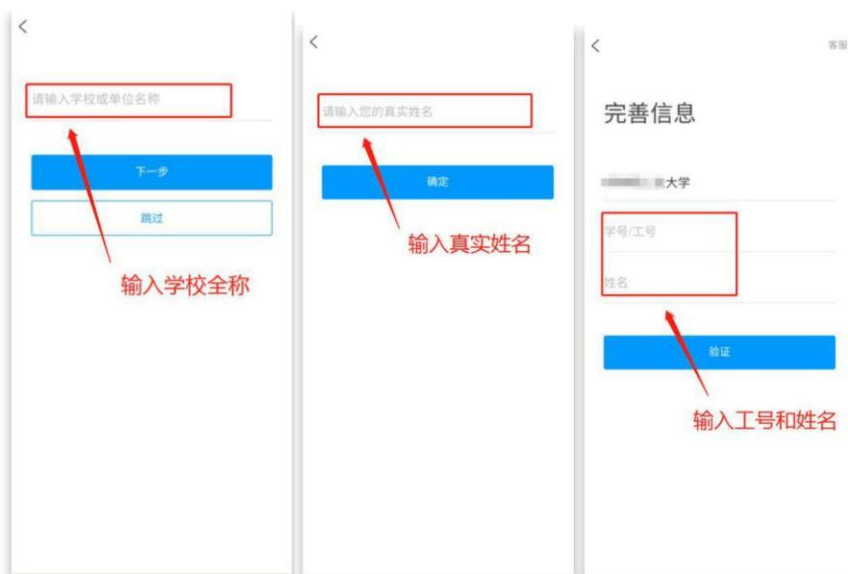 请输入学校或单位名称
下一步
跳过
输入学校全称
请输入您的真实姓名
确定
输入真实姓名
客服
完善信息
大学
学号/工号
姓名
验证
输入工号和姓名